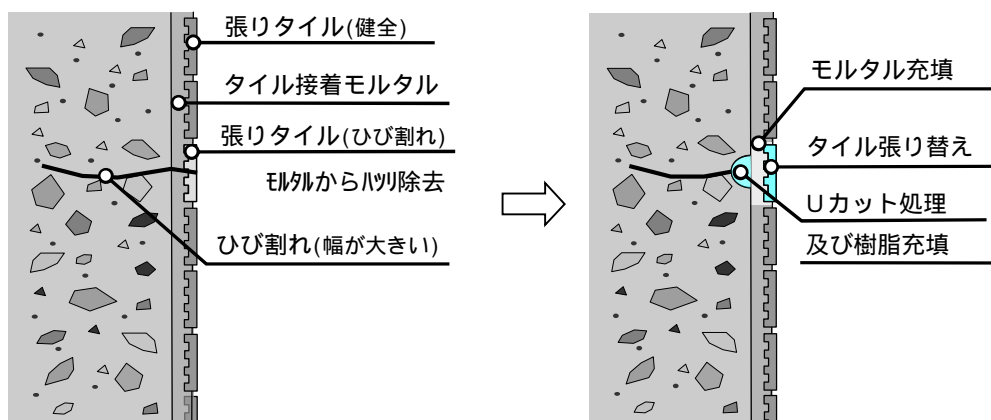 張りタイル(健全)
タイル接着モルタル
張りタイル(ひび割れ)
ﾓﾙﾀﾙからﾊﾂﾘ除去
ひび割れ(幅が大きい)
モルタル充填
タイル張り替え
Uカット処理
及び樹脂充填